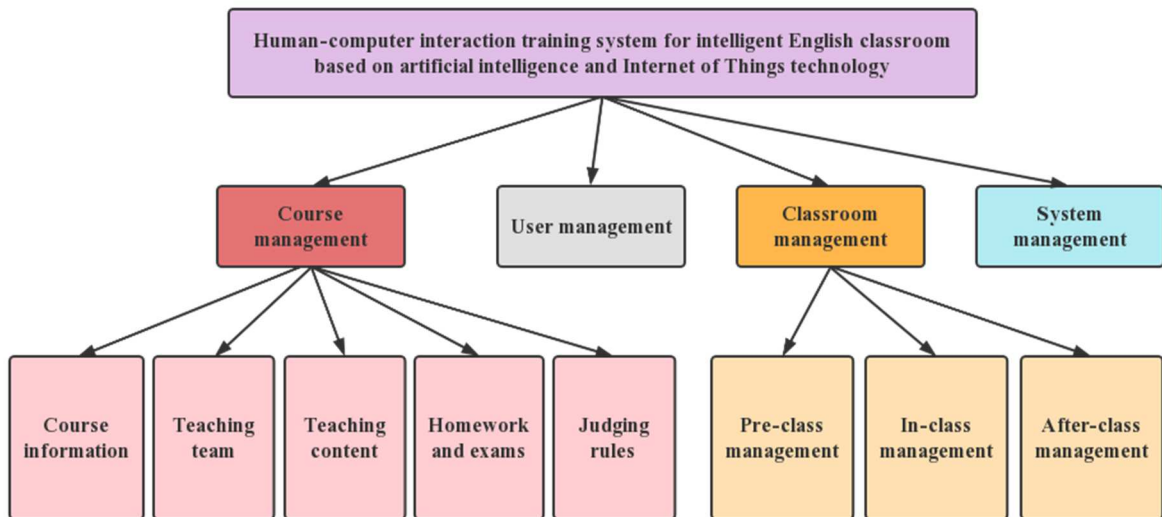 Human-computer interaction training system for intelligent English classroom
based on artificial intelligence and Internet of Things technology
Course
management
User management
Classroom
management
System
management
Course
information
Teaching
team
Teaching
content
Homework
and exams
Judging
rules
Pre-class
management
In-class
management
After-class
management